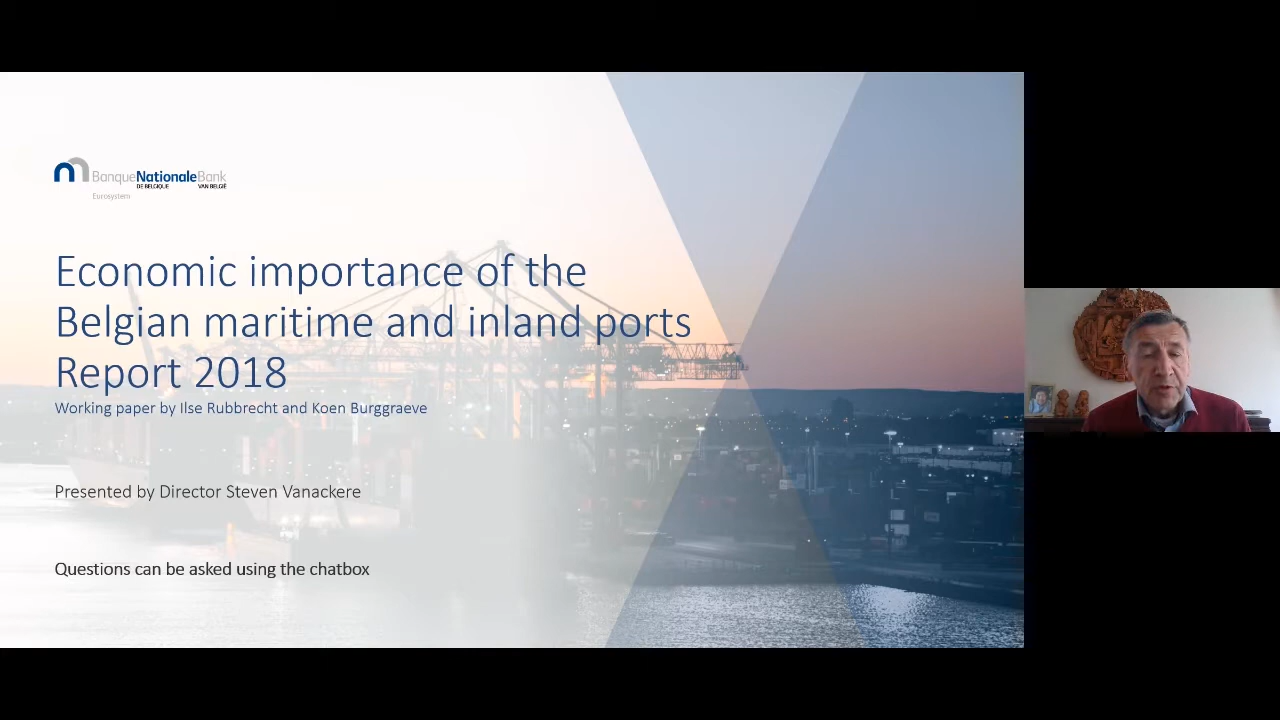 BanqueNationaleBank
DE BELGIQUE VAN BELGIË
Eurosystem
Economic importance of the
Belgian maritime and inland ports
Report 2018
Working paper by Ilse Rubbrecht and Koen Burggraeve
Presented by Director Steven Vanackere
Questions can be asked using the chatbox